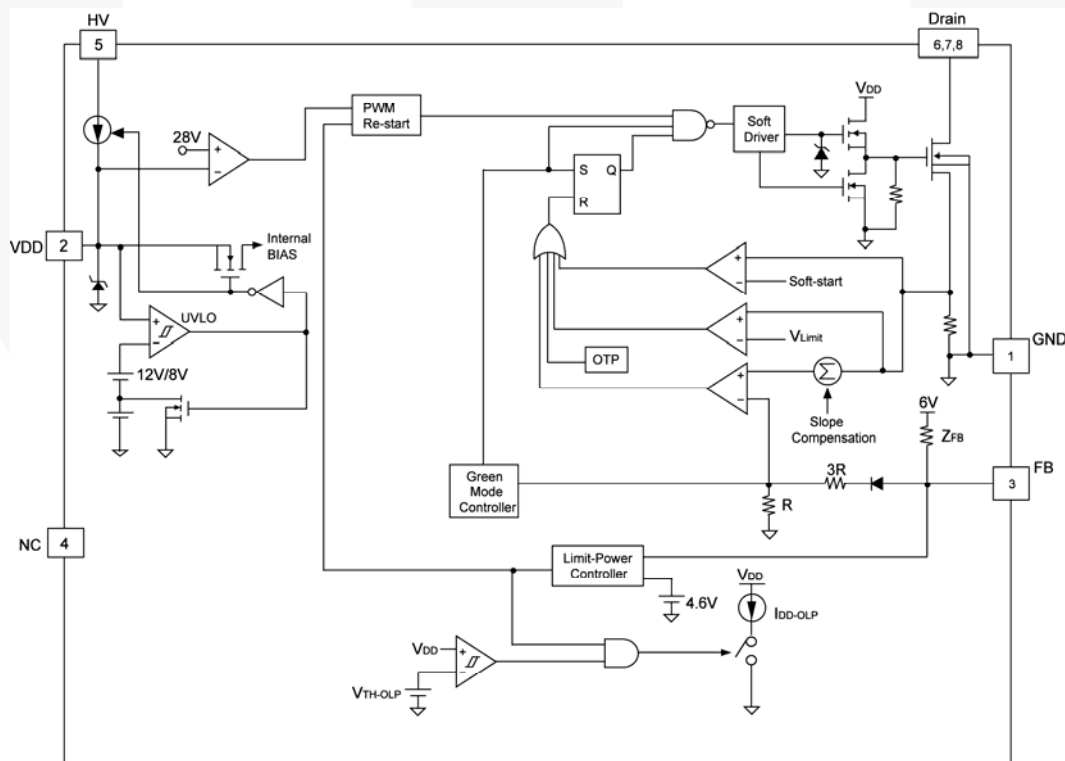 HV
5
Drain
6,7,8
VDD
PWM
Re-start
28V
Soft
Driver
S Q
R
VDD 2
Internal
BIAS
UVLO
+
−
12V/8V
Soft-start
VLimit
OTP
Σ
Slope
Compensation
GND
1
6V
ZFB
FB
3
3R
R
Green
Mode
Controller
NC 4
Limit-Power
Controller
4.6V
VDD
IDD-OLP
VDD
VTH-OLP